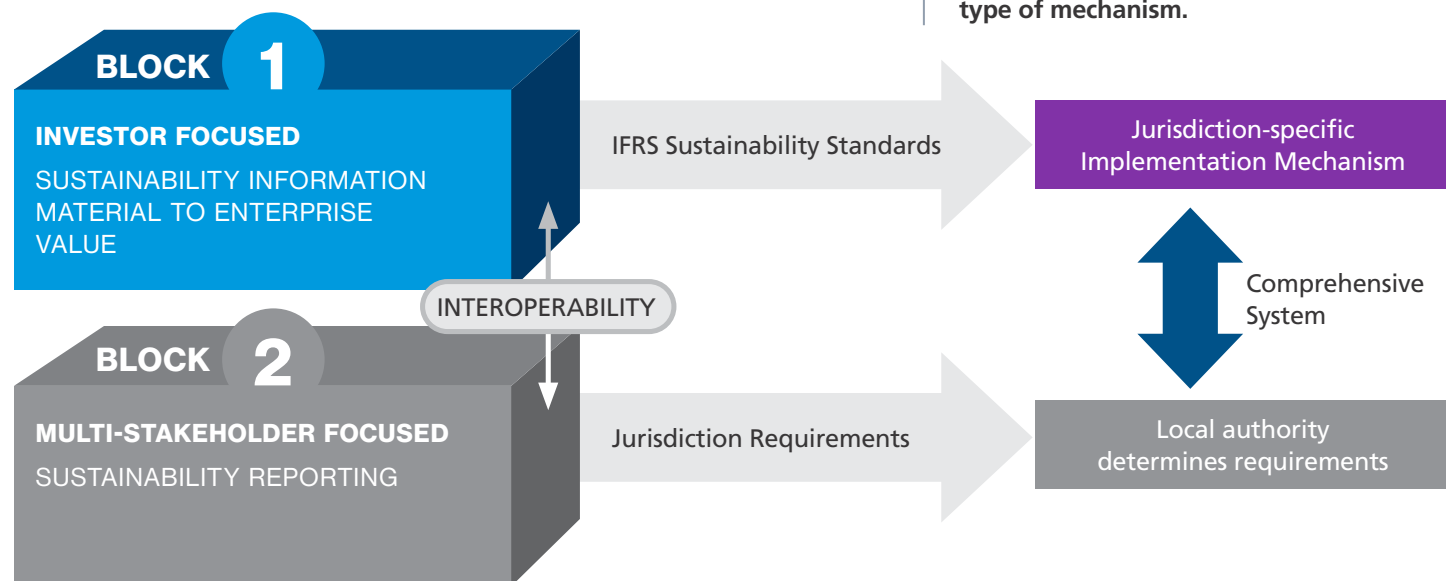 type of mechanism.
BLOCK 1
INVESTOR FOCUSED
SUSTAINABILITY INFORMATION
MATERIAL TO ENTERPRISE
VALUE
IFRS Sustainability Standards
Jurisdiction-specific
Implementation Mechanism
INTEROPERABILITY
Comprehensive
System
BLOCK 2
MULTI-STAKEHOLDER FOCUSED
SUSTAINABILITY REPORTING
Jurisdiction Requirements
Local authority
determines requirements